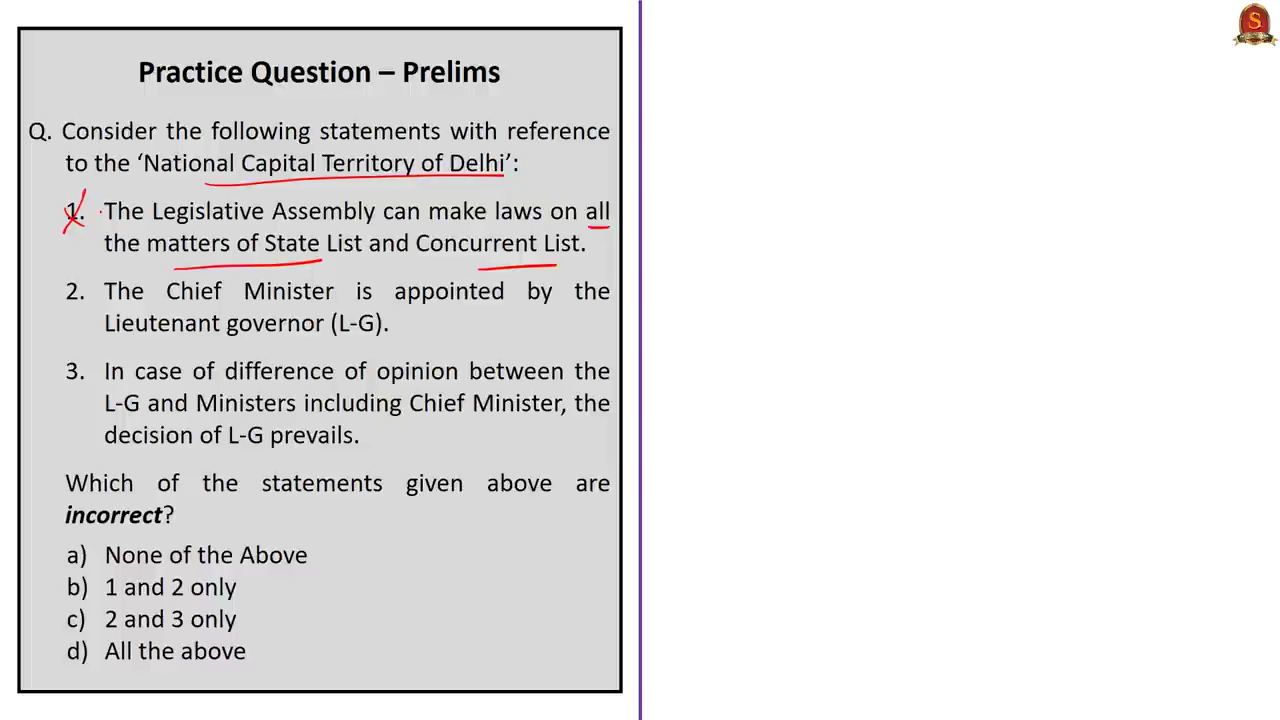 Practice Question – Prelims
Q. Consider the following statements with reference
to the ‘National Capital Territory of Delhi’:
1. The Legislative Assembly can make laws on all
the matters of State List and Concurrent List.
2. The Chief Minister is appointed by the
Lieutenant governor (L-G).
3. In case of difference of opinion between the
L-G and Ministers including Chief Minister, the
decision of L-G prevails.
Which of the statements given above are
incorrect?
a) None of the Above
b) 1 and 2 only
c) 2 and 3 only
d) All the above
S